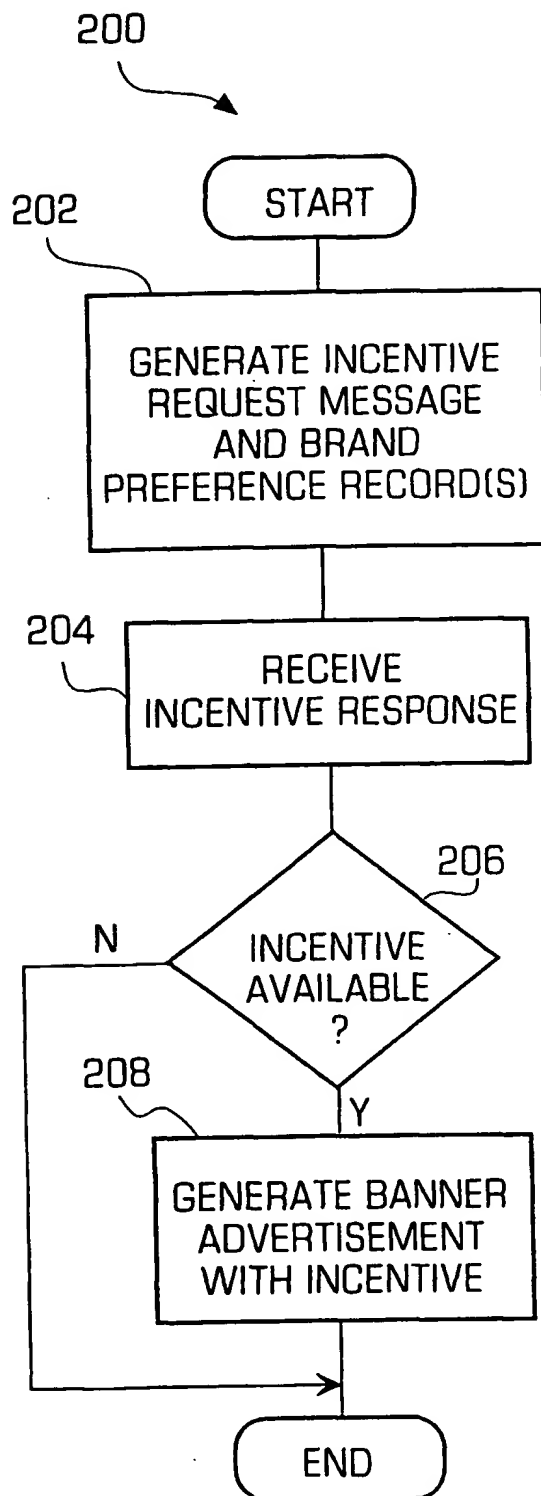 200
START
202
GENERATE INCENTIVE
REQUEST MESSAGE
AND BRAND
PREFERENCE RECORD(S)
204
RECEIVE
INCENTIVE RESPONSE
206
N
INCENTIVE
AVAILABLE
?
208
Y
GENERATE BANNER
ADVERTISEMENT
WITH INCENTIVE
END